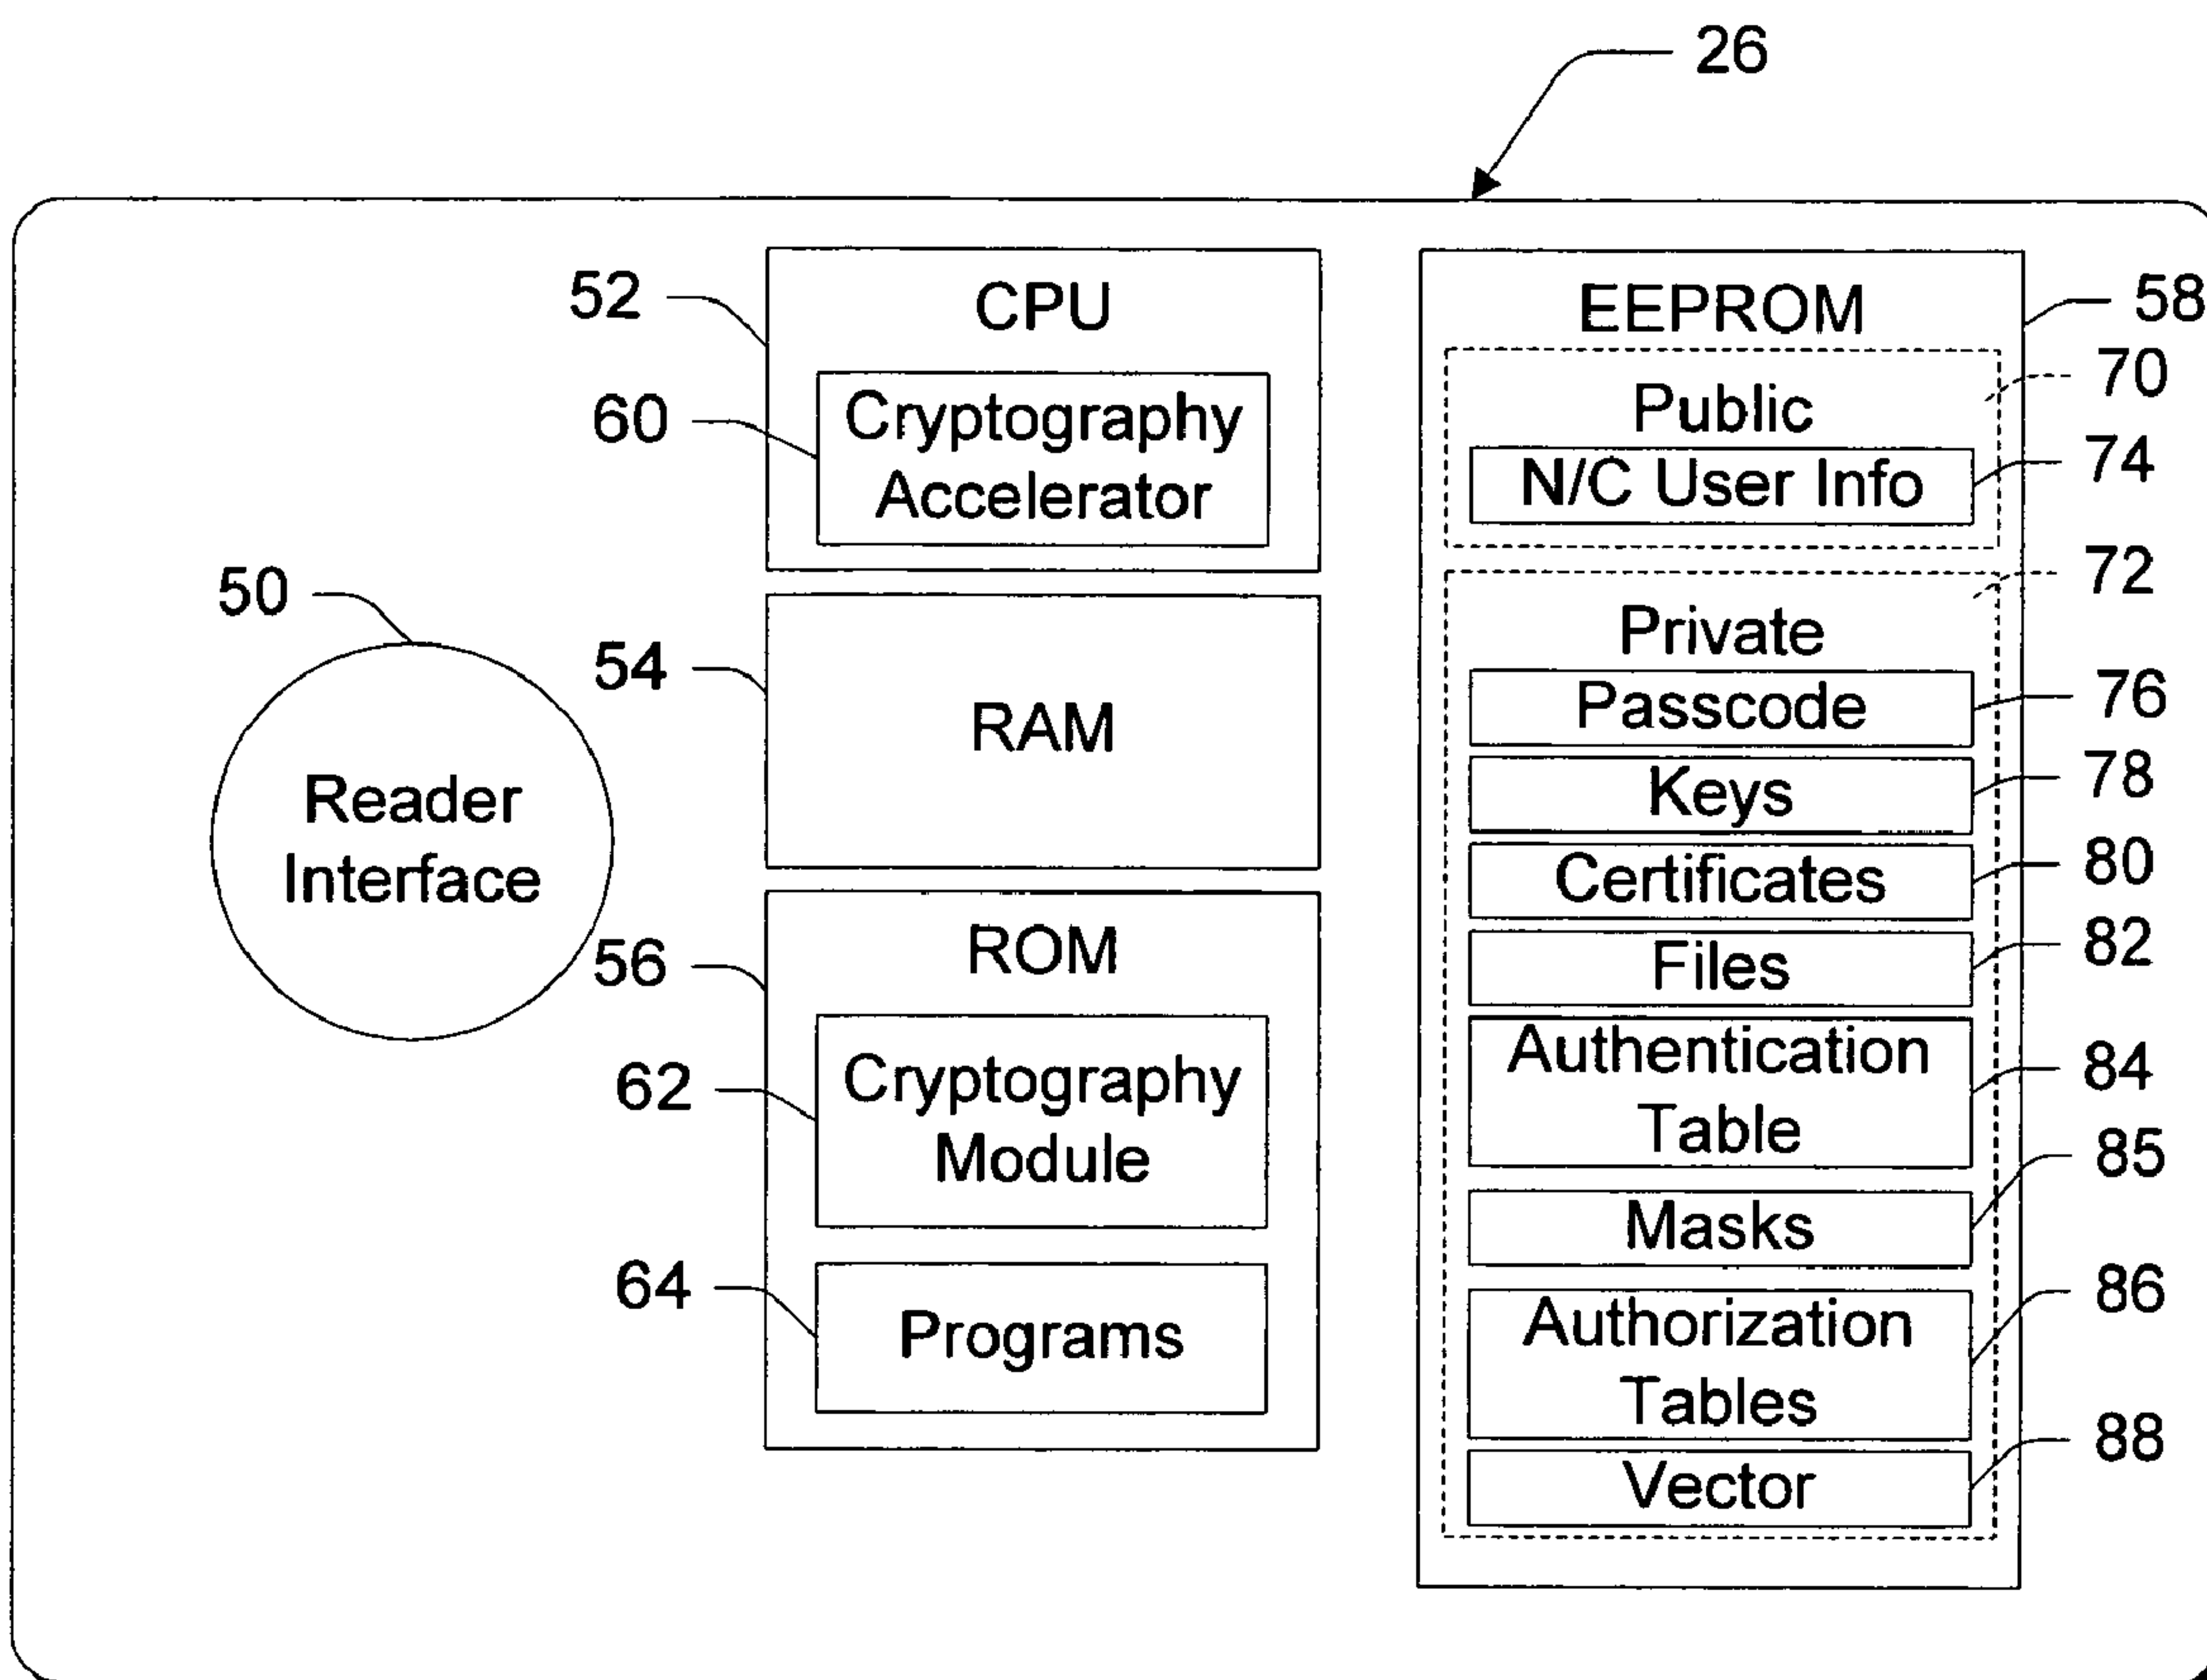 26
50
Reader
Interface
52
CPU
60
Cryptography
Accelerator
54
RAM
56
ROM
62
Cryptography
Module
64
Programs
EEPROM
58
Public
70
N/C User Info
74
Private
72
Passcode
76
Keys
78
Certificates
80
Files
82
Authentication
Table
84
Masks
85
Authorization
Tables
86
Vector
88